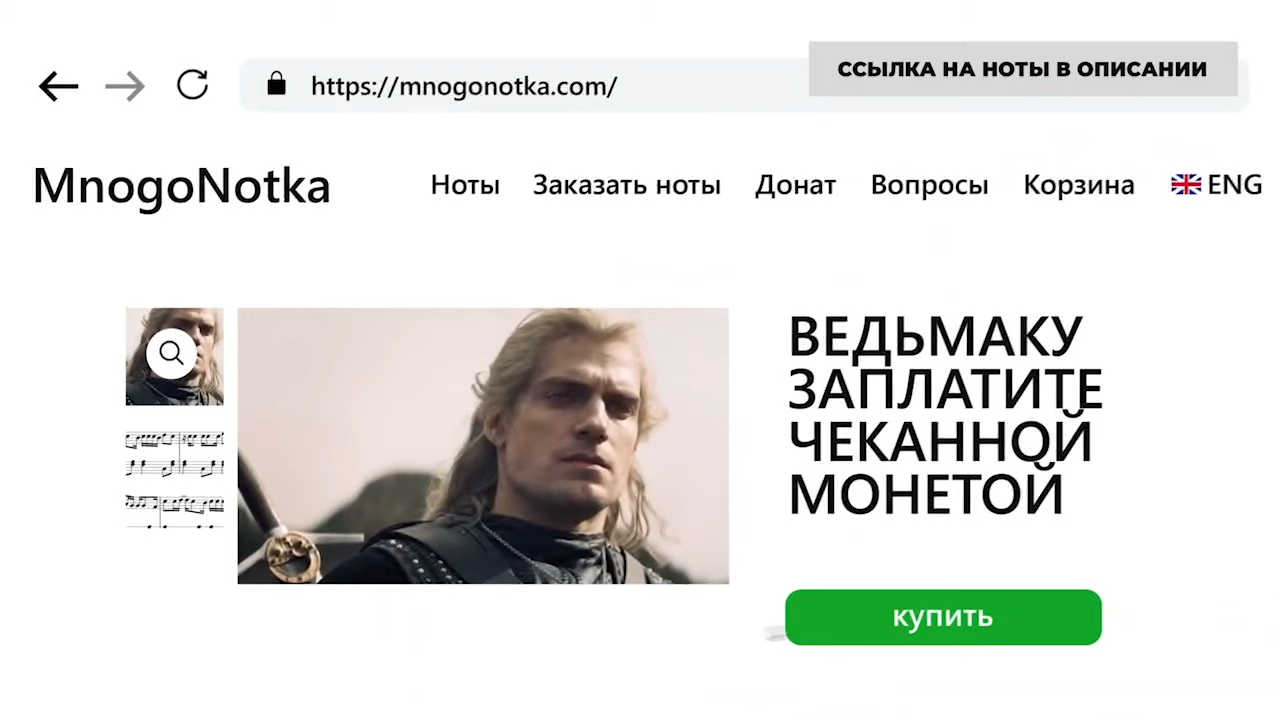 ССЫЛКА НА НОТЫ В ОПИСАНИИ
https://mnogonotka.com/
MnogoNotka
Ноты Заказать ноты Донат Вопросы Корзина ENG
ВЕДЬМАКУ
ЗАПЛАТИТЕ
ЧЕКАННОЙ
МОНЕТОЙ
купить